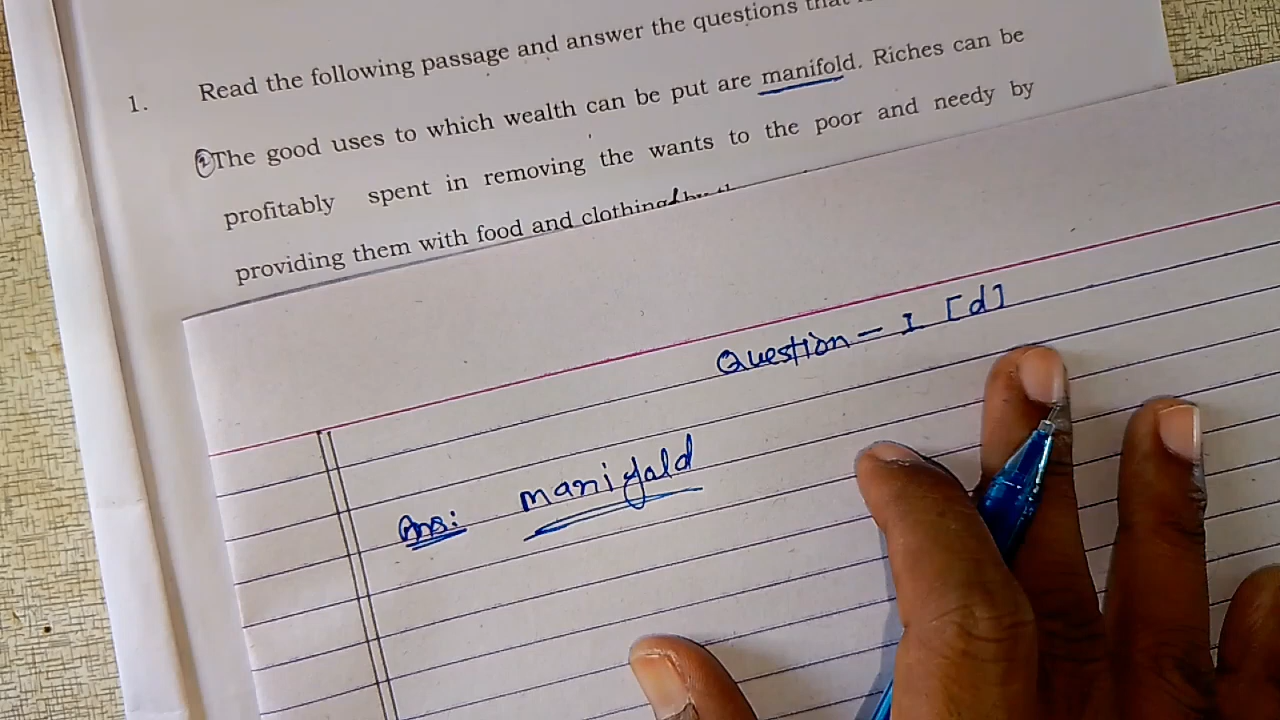 1. Read the following passage and answer the questions
The good uses to which wealth can be put are manifold. Riches can be
profitably spent in removing the wants to the poor and needy by
providing them with food and clothing
Question - I [d]
Ans: manifald